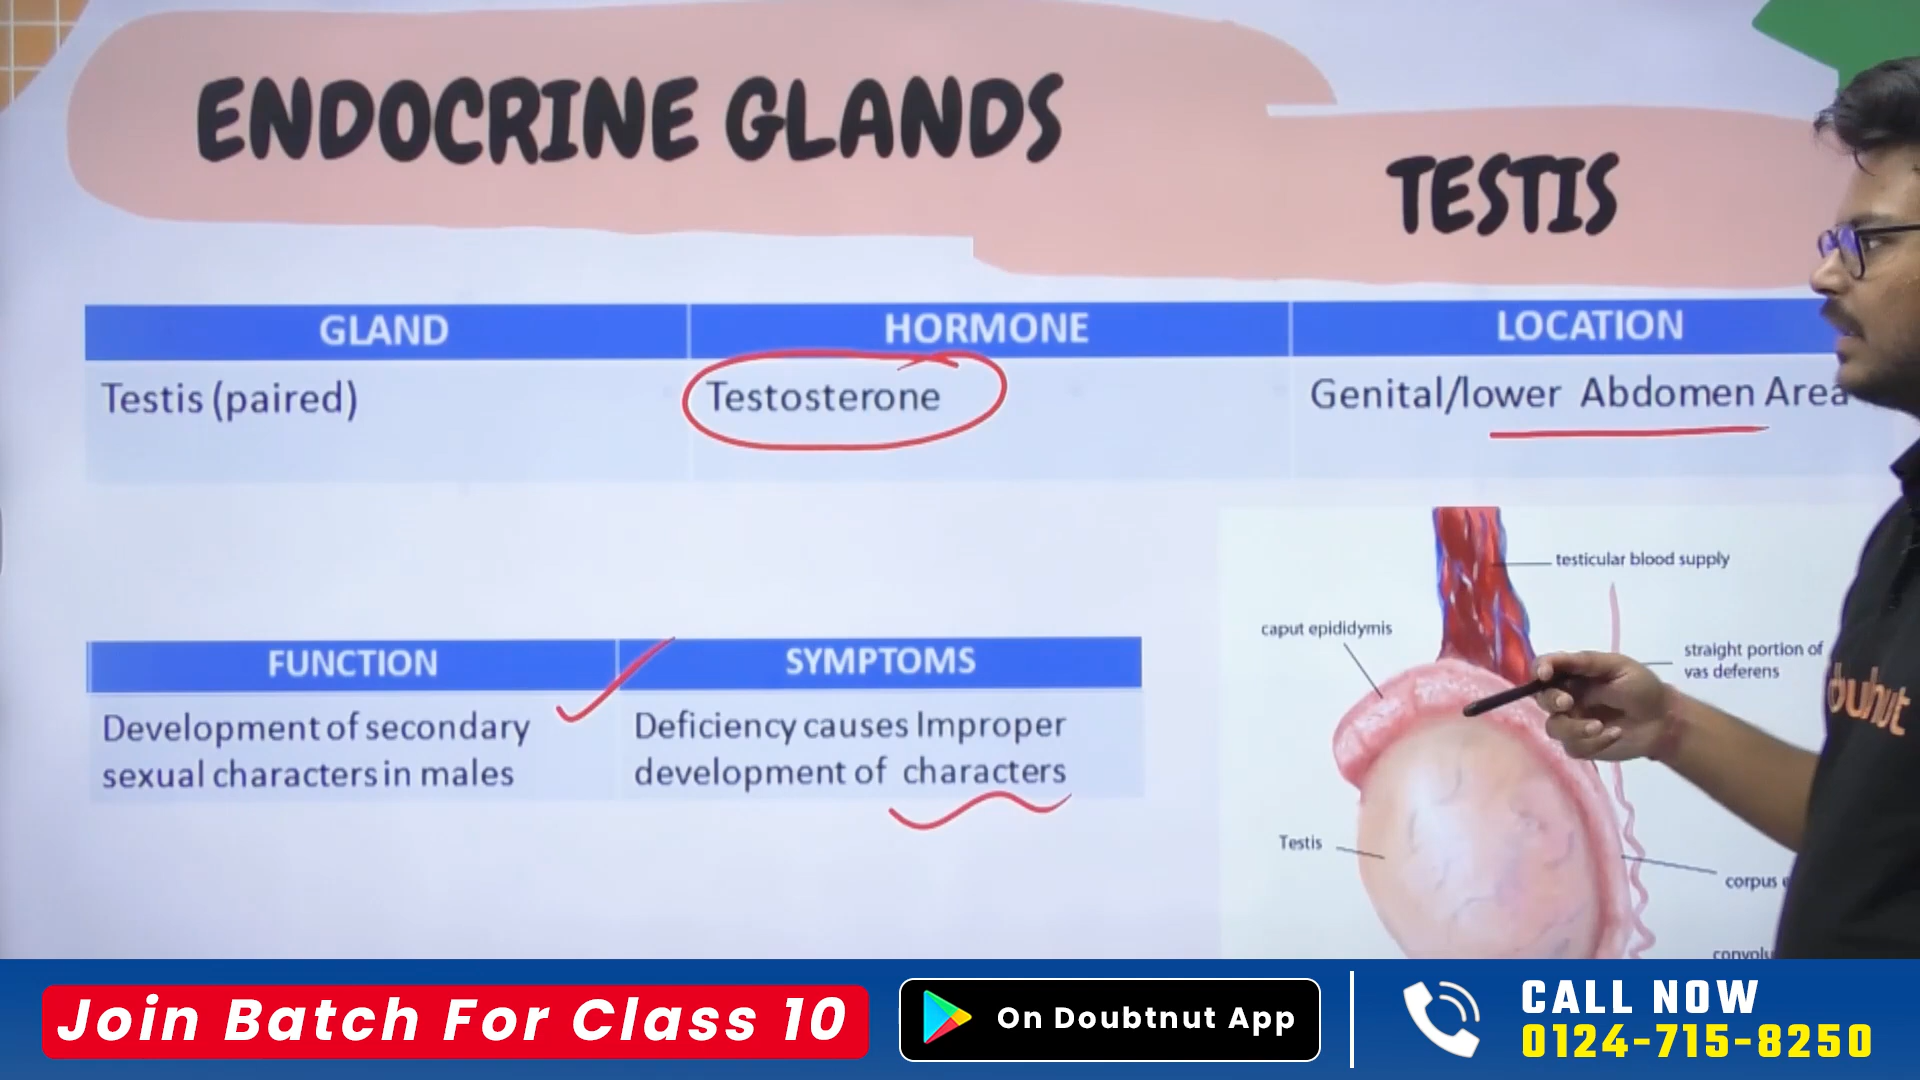 ENDOCRINE GLANDS
TESTIS
GLAND
HORMONE
LOCATION
Testis (paired)
Testosterone
Genital/lower Abdomen Area
testicular blood supply
caput epididymis
straight portion of
vas deferens
FUNCTION
SYMPTOMS
Development of secondary
sexual characters in males
Deficiency causes Improper
development of characters
Testis
corpus
Join Batch For Class 10
On Doubtnut App
CALL NOW
0124-715-8250